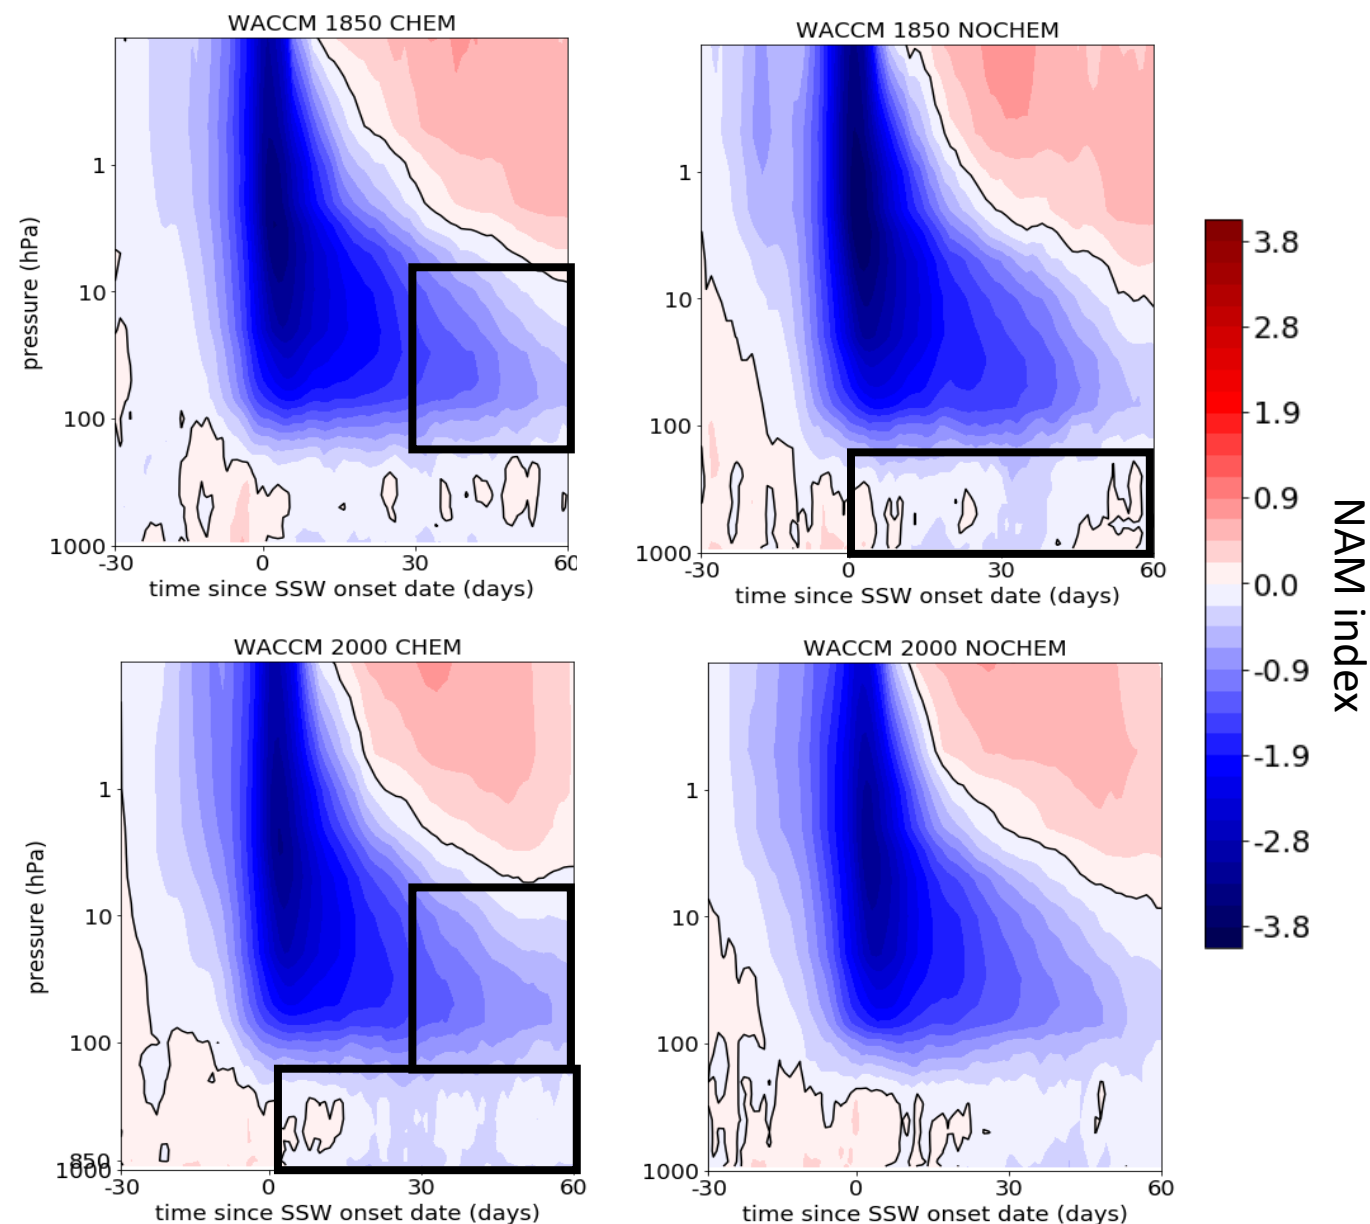 WACCM 1850 CHEM
pressure (hPa)
1
10
100
1000
-30 0 30 60
time since SSW onset date (days)
WACCM 1850 NOCHEM
1
10
100
1000
-30 0 30 60
time since SSW onset date (days)
WACCM 2000 CHEM
pressure (hPa)
1
10
100
850
1000
-30 0 30 60
time since SSW onset date (days)
WACCM 2000 NOCHEM
1
10
100
1000
-30 0 30 60
time since SSW onset date (days)
3.8
2.8
1.9
0.9
0.0
-0.9
-1.9
-2.8
-3.8
NAM index